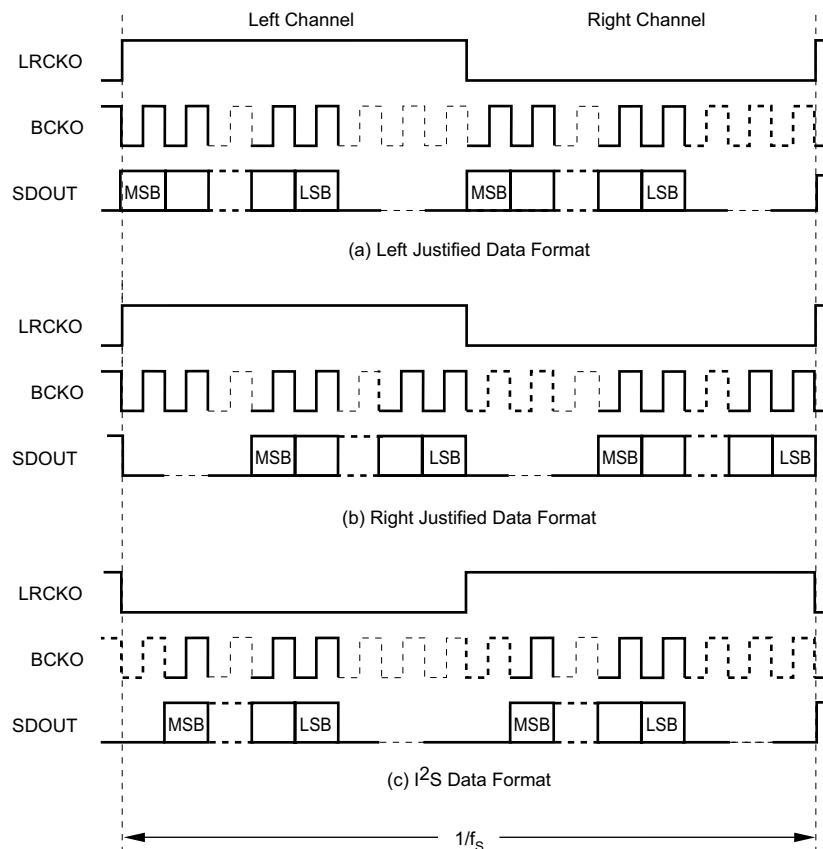 Left Channel Right Channel
LRCKO
BCKO
SDOUT MSB LSB MSB LSB
(a) Left Justified Data Format
LRCKO
BCKO
SDOUT MSB LSB MSB LSB
(b) Right Justified Data Format
LRCKO
BCKO
SDOUT MSB LSB MSB LSB
(c) I²S Data Format
1/fₛ